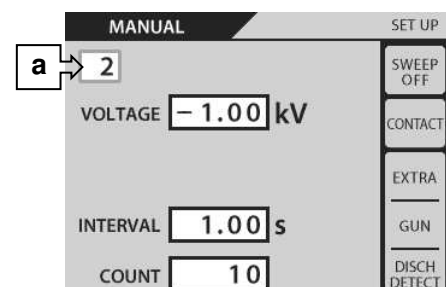 MANUAL SET UP
a 2
SWEEP
OFF
VOLTAGE − 1.00 kV
CONTACT
EXTRA
INTERVAL 1.00 s
GUN
COUNT 10
DISCH
DETECT